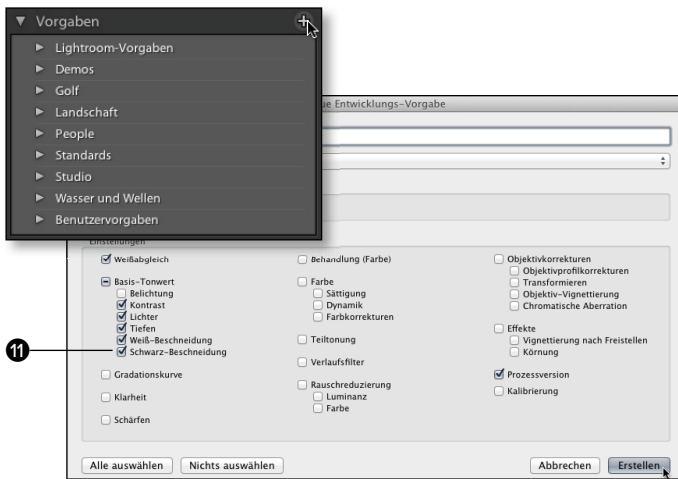 Vorgaben
Lightroom-Vorgaben
Demos
Golf
Landschaft
People
Standards
Studio
Wasser und Wellen
Benutzervorgaben
ue Entwicklungs-Vorgabe
Einstellungen
Weißabgleich
Basis-Tonwert
Belichtung
Kontrast
Lichter
Tiefen
Weiß-Beschneidung
Schwarz-Beschneidung
11
Gradationskurve
Klarheit
Schärfen
Behandlung (Farbe)
Farbe
Sättigung
Dynamik
Farbkorrekturen
Teiltonung
Verlaufsfilter
Rauschreduzierung
Luminanz
Farbe
Objektivkorrekturen
Objektivprofilkorrekturen
Transformieren
Objektiv-Vignettierung
Chromatische Aberration
Effekte
Vignettierung nach Freistellen
Körnung
Prozessversion
Kalibrierung
Alle auswählen
Nichts auswählen
Abbrechen
Erstellen